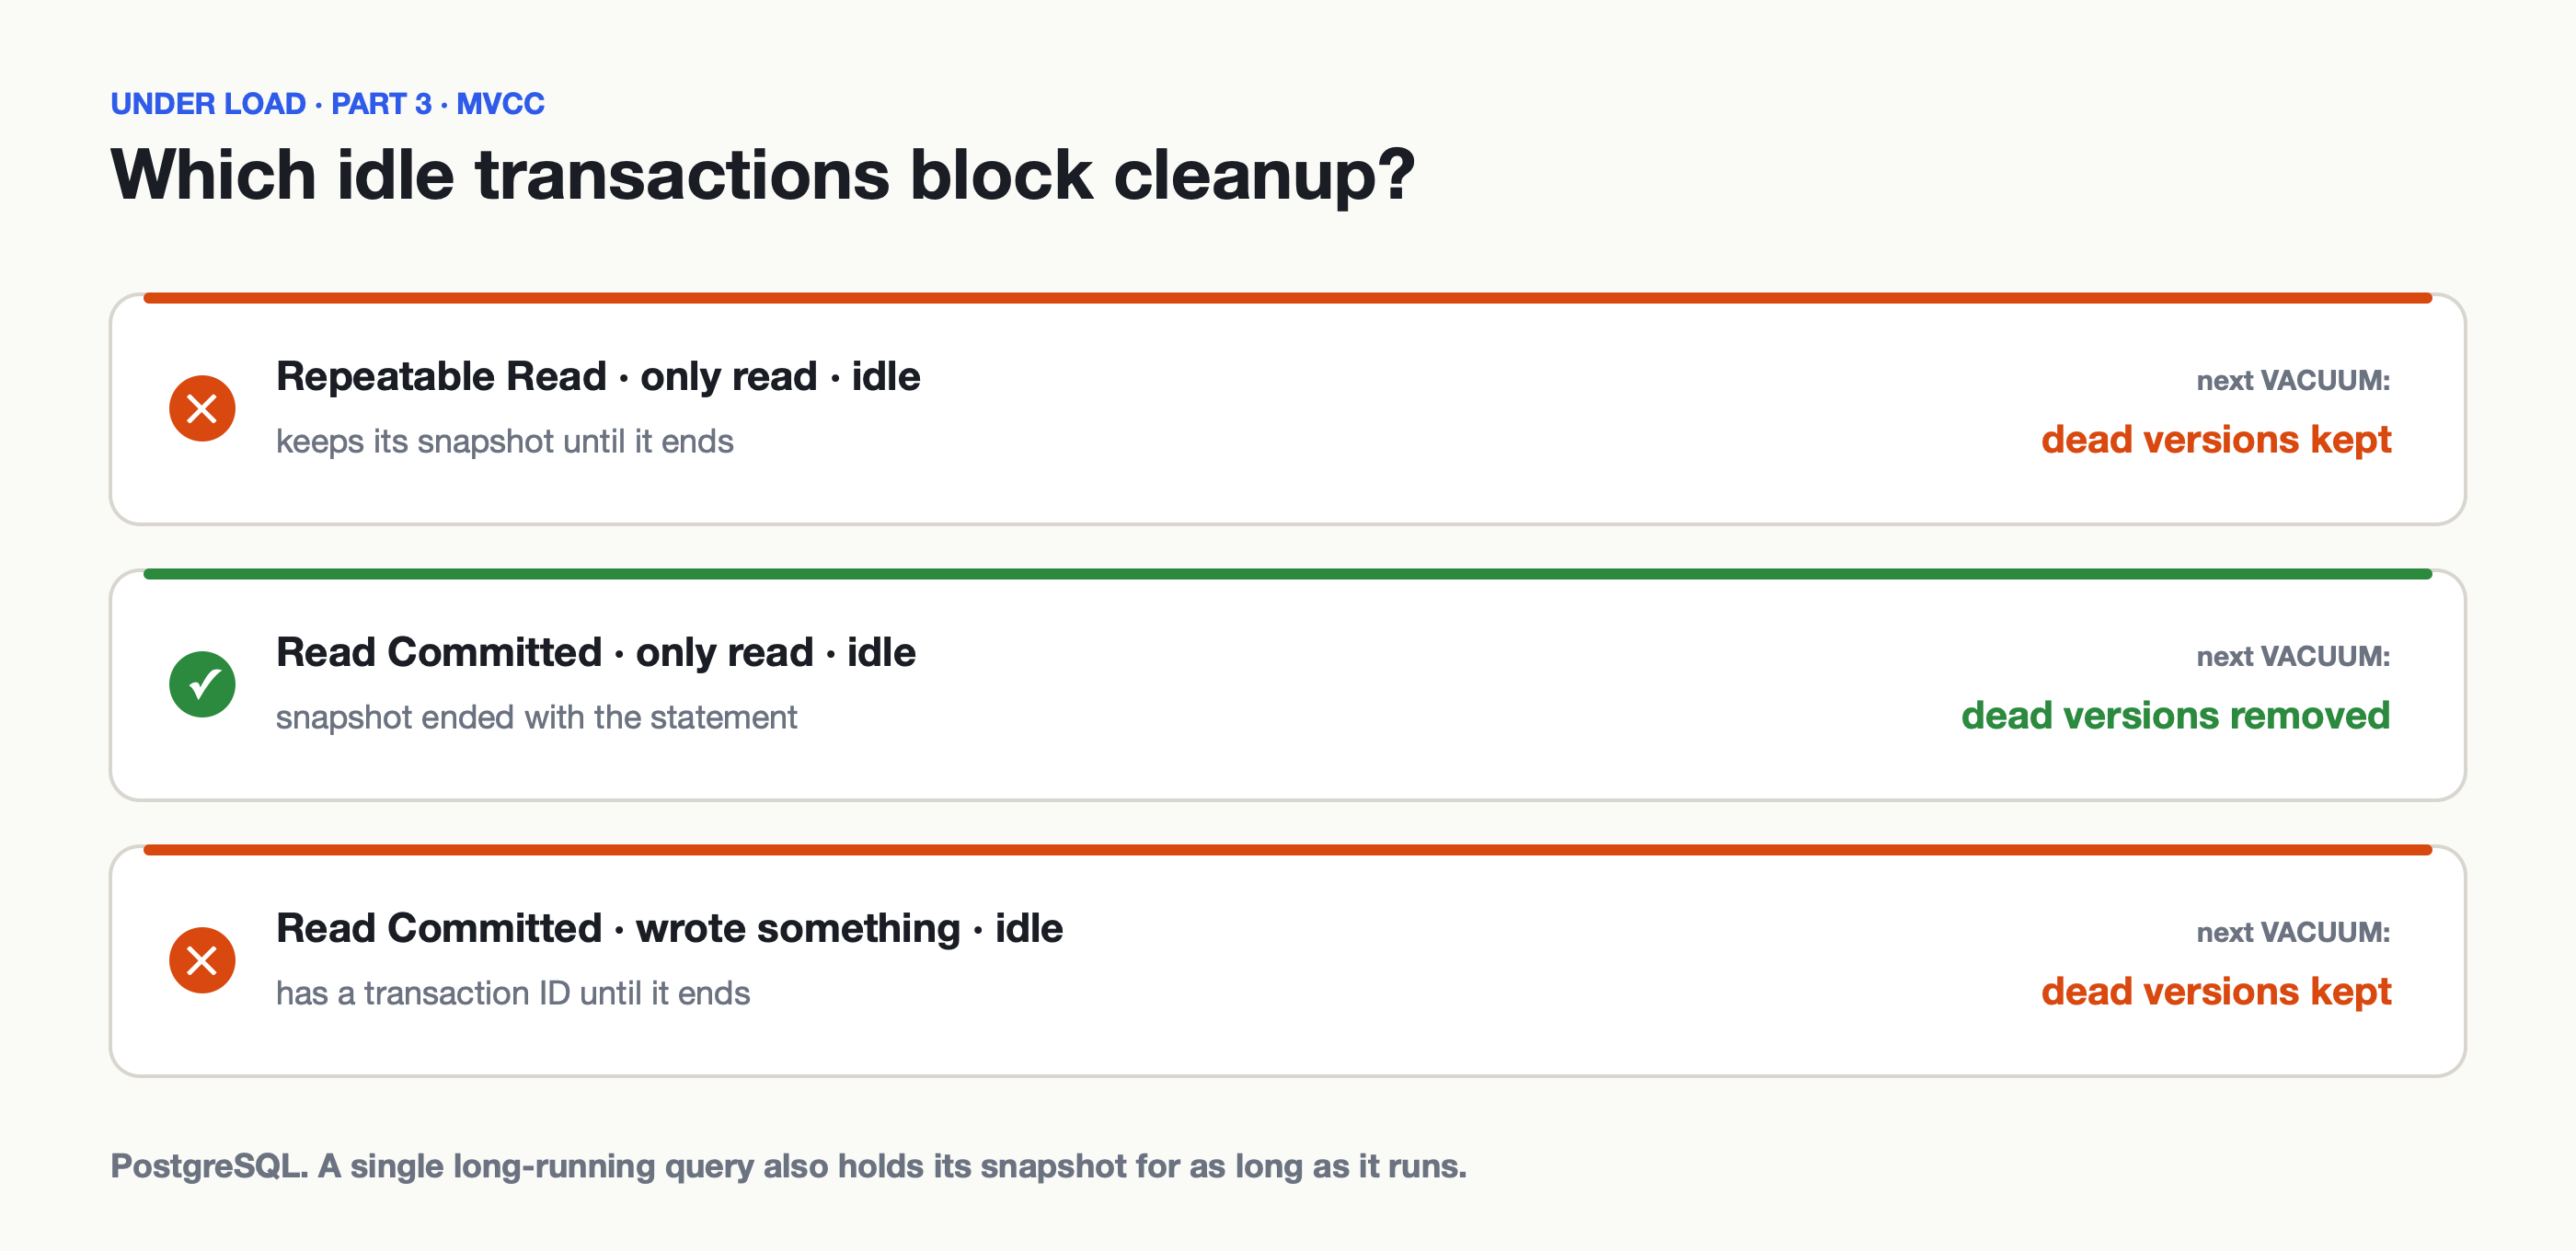 UNDER LOAD · PART 3 · MVCC
Which idle transactions block cleanup?
Repeatable Read · only read · idle
keeps its snapshot until it ends
next VACUUM:
dead versions kept
Read Committed · only read · idle
snapshot ended with the statement
next VACUUM:
dead versions removed
Read Committed · wrote something · idle
has a transaction ID until it ends
next VACUUM:
dead versions kept
PostgreSQL. A single long-running query also holds its snapshot for as long as it runs.